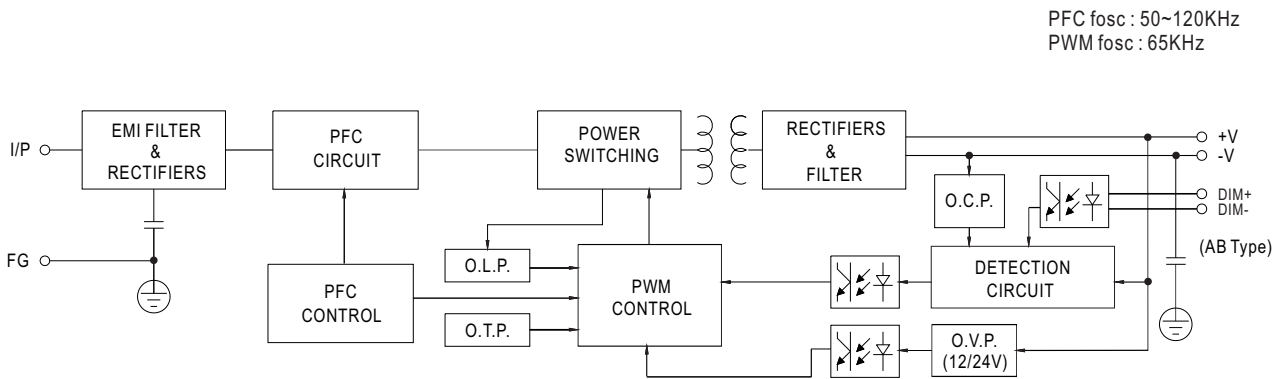 PFC fosc : 50~120KHz
PWM fosc : 65KHz
I/P
EMI FILTER
&
RECTIFIERS
PFC
CIRCUIT
POWER
SWITCHING
RECTIFIERS
&
FILTER
+V
-V
O.C.P.
DIM+
DIM-
(AB Type)
FG
O.L.P.
PFC
CONTROL
PWM
CONTROL
DETECTION
CIRCUIT
O.T.P.
O.V.P.
(12/24V)